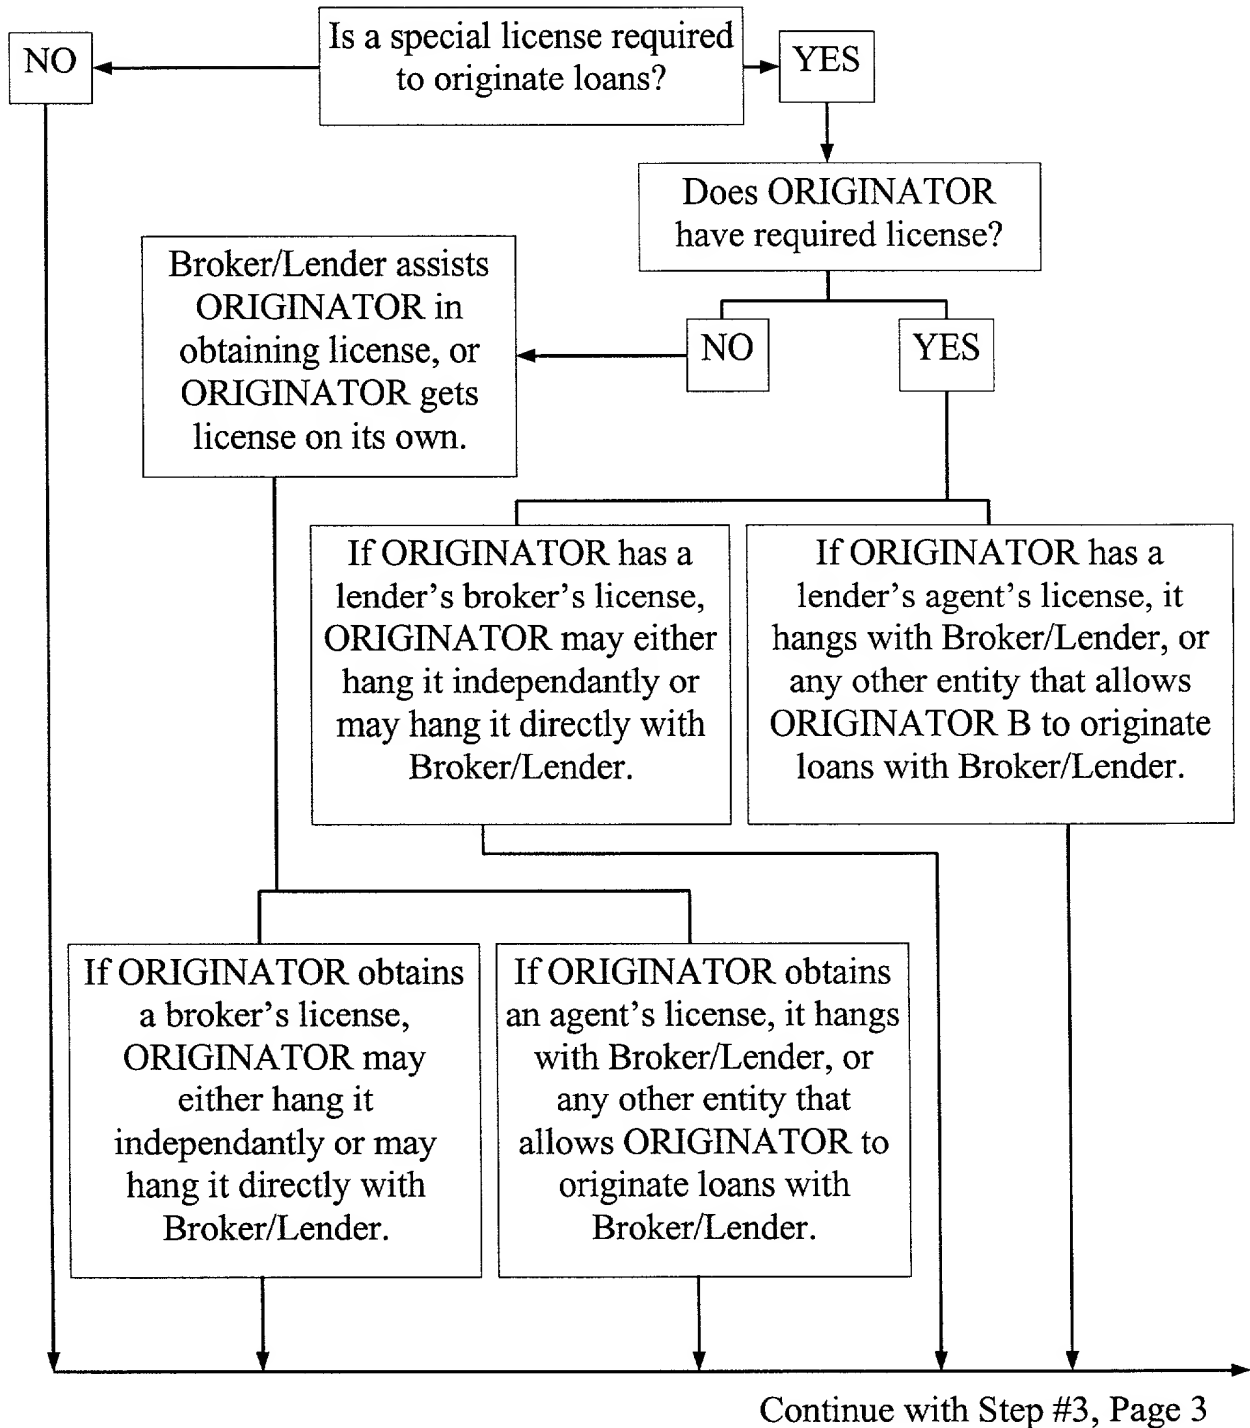 Is a special license required
to originate loans?
NO
YES
Does ORIGINATOR
have required license?
NO
YES
Broker/Lender assists
ORIGINATOR in
obtaining license, or
ORIGINATOR gets
license on its own.
If ORIGINATOR has a
lender’s broker’s license,
ORIGINATOR may either
hang it independantly or
may hang it directly with
Broker/Lender.
If ORIGINATOR has a
lender’s agent’s license, it
hangs with Broker/Lender, or
any other entity that allows
ORIGINATOR B to originate
loans with Broker/Lender.
If ORIGINATOR obtains
a broker’s license,
ORIGINATOR may
either hang it
independantly or may
hang it directly with
Broker/Lender.
If ORIGINATOR obtains
an agent’s license, it hangs
with Broker/Lender, or
any other entity that
allows ORIGINATOR to
originate loans with
Broker/Lender.
Continue with Step #3, Page 3